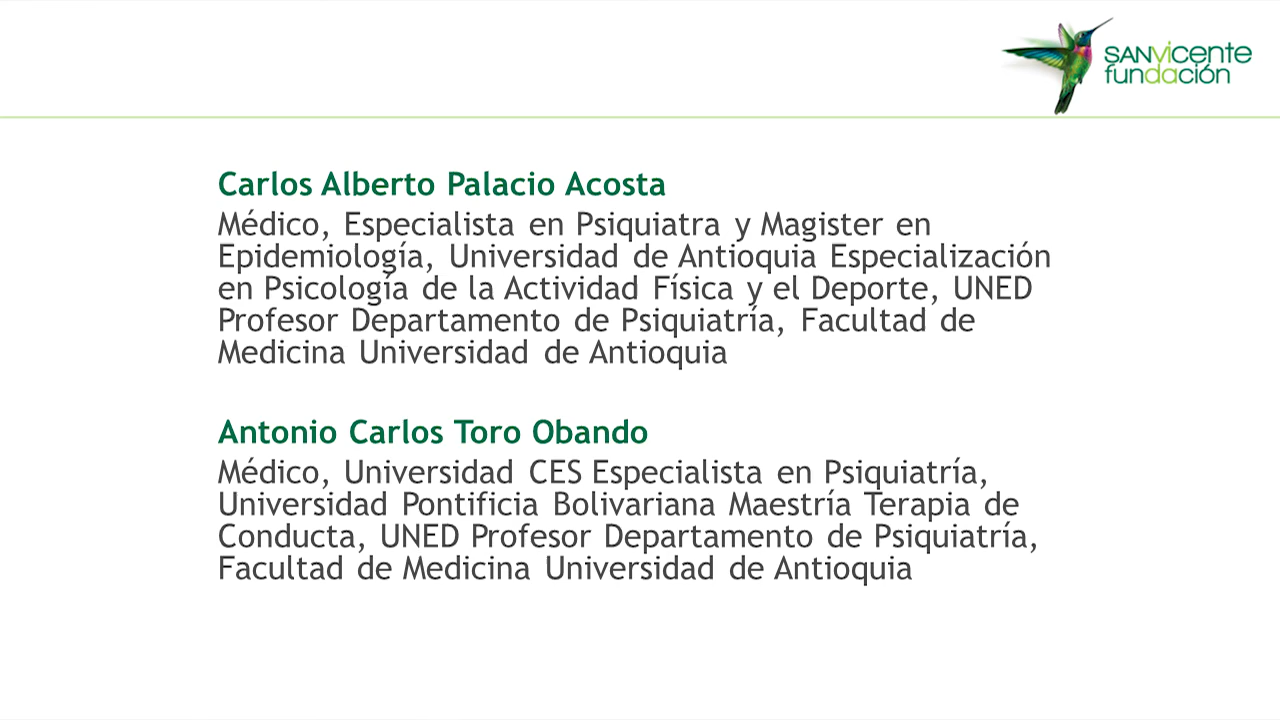 SANVICENTE
fundación
Carlos Alberto Palacio Acosta
Médico, Especialista en Psiquiatra y Magister en
Epidemiología, Universidad de Antioquia Especialización
en Psicología de la Actividad Física y el Deporte, UNED
Profesor Departamento de Psiquiatría, Facultad de
Medicina Universidad de Antioquia
Antonio Carlos Toro Obando
Médico, Universidad CES Especialista en Psiquiatría,
Universidad Pontificia Bolivariana Maestría Terapia de
Conducta, UNED Profesor Departamento de Psiquiatría,
Facultad de Medicina Universidad de Antioquia